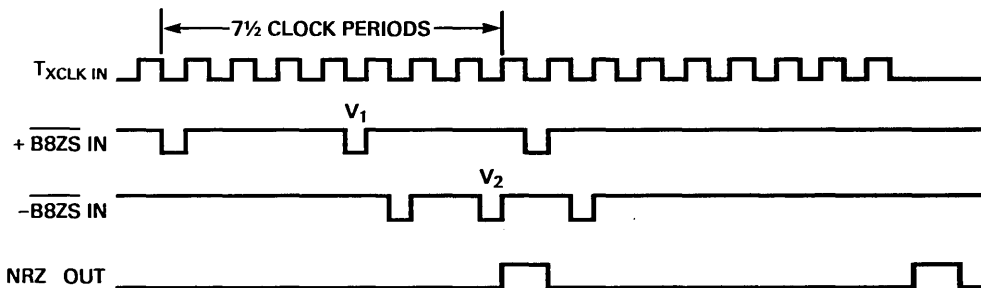 7½ CLOCK PERIODS
TXCLK IN
V1
+ B8ZS IN
V2
–B8ZS IN
NRZ OUT